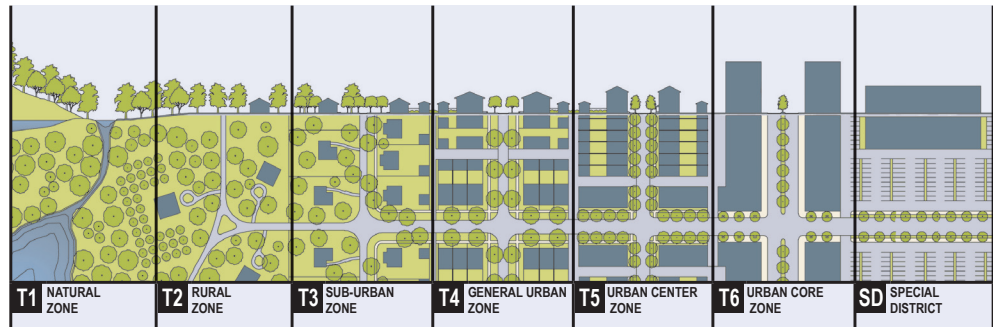 T1 NATURAL
ZONE
T2 RURAL
ZONE
T3 SUB-URBAN
ZONE
T4 GENERAL URBAN
ZONE
T5 URBAN CENTER
ZONE
T6 URBAN CORE
ZONE
SD SPECIAL
DISTRICT